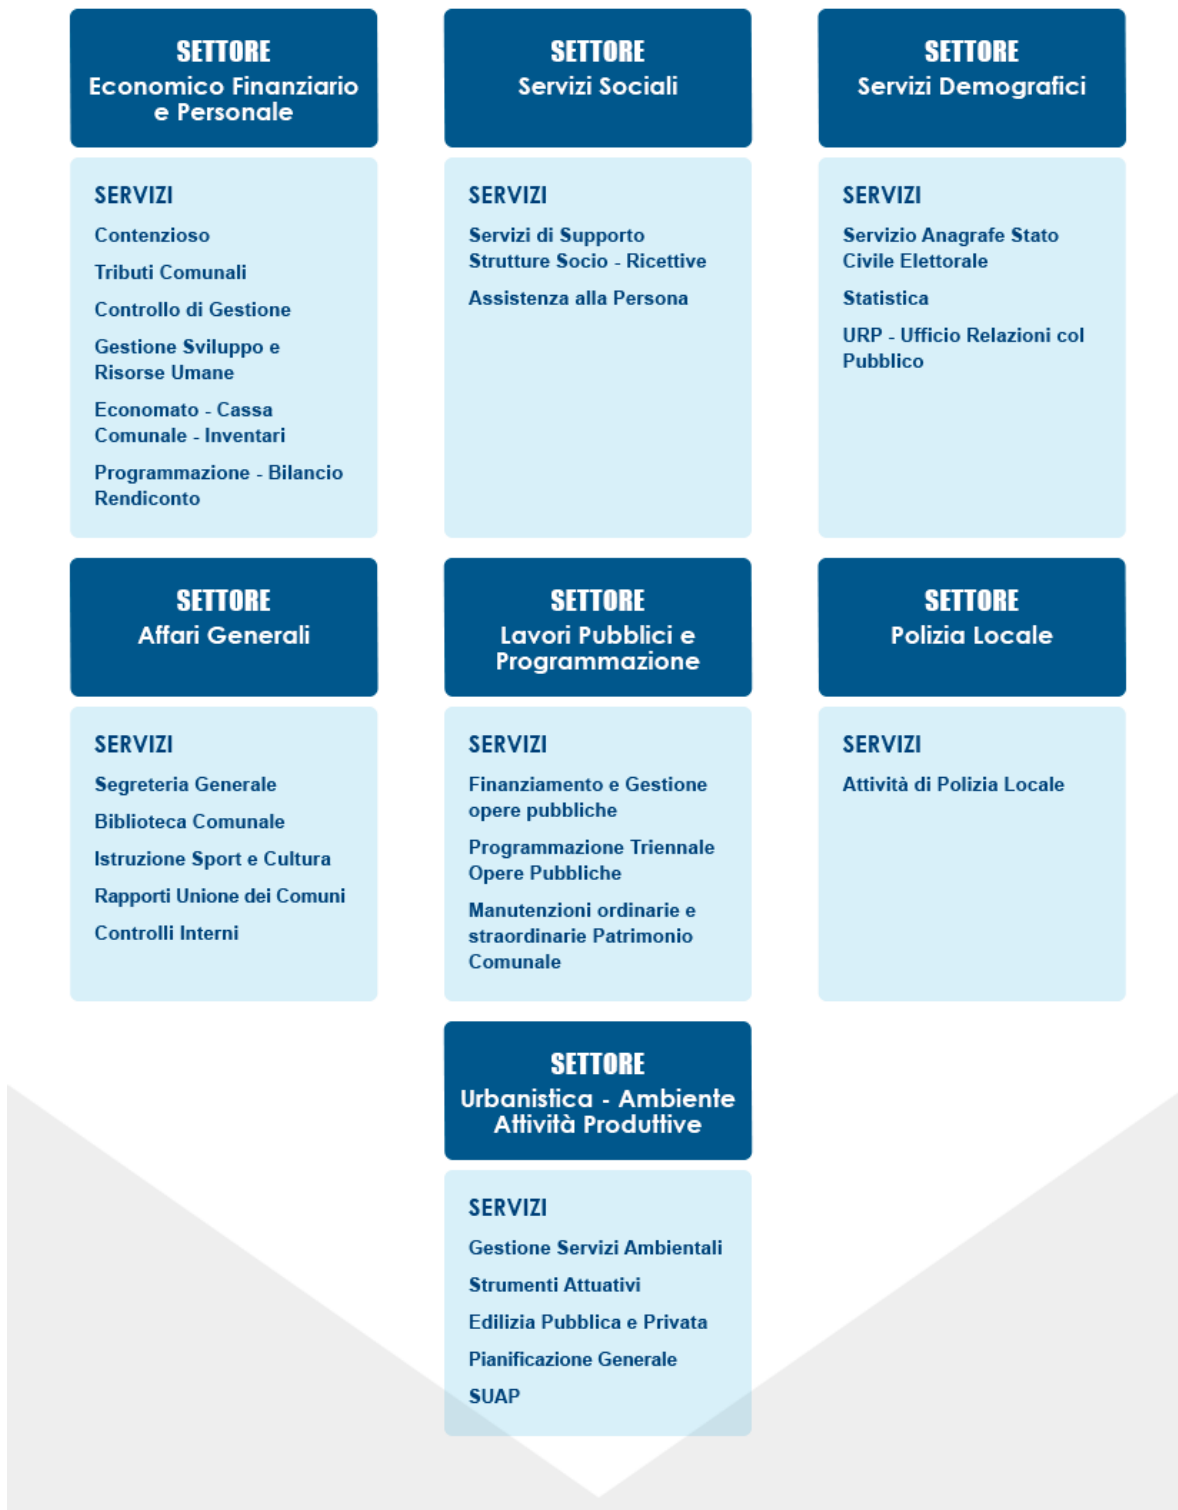 SETTORE
Economico Finanziario
e Personale
SERVIZI
Contenzioso
Tributi Comunali
Controllo di Gestione
Gestione Sviluppo e
Risorse Umane
Economato - Cassa
Comunale - Inventari
Programmazione - Bilancio
Rendiconto
SETTORE
Servizi Sociali
SERVIZI
Servizi di Supporto
Strutture Socio - Ricettive
Assistenza alla Persona
SETTORE
Servizi Demografici
SERVIZI
Servizio Anagrafe Stato
Civile Elettorale
Statistica
URP - Ufficio Relazioni col
Pubblico
SETTORE
Affari Generali
SERVIZI
Segreteria Generale
Biblioteca Comunale
Istruzione Sport e Cultura
Rapporti Unione dei Comuni
Controlli Interni
SETTORE
Lavori Pubblici e
Programmazione
SERVIZI
Finanziamento e Gestione
opere pubbliche
Programmazione Triennale
Opere Pubbliche
Manutenzioni ordinarie e
straordinarie Patrimonio
Comunale
SETTORE
Polizia Locale
SERVIZI
Attività di Polizia Locale
SETTORE
Urbanistica - Ambiente
Attività Produttive
SERVIZI
Gestione Servizi Ambientali
Strumenti Attuativi
Edilizia Pubblica e Privata
Pianificazione Generale
SUAP